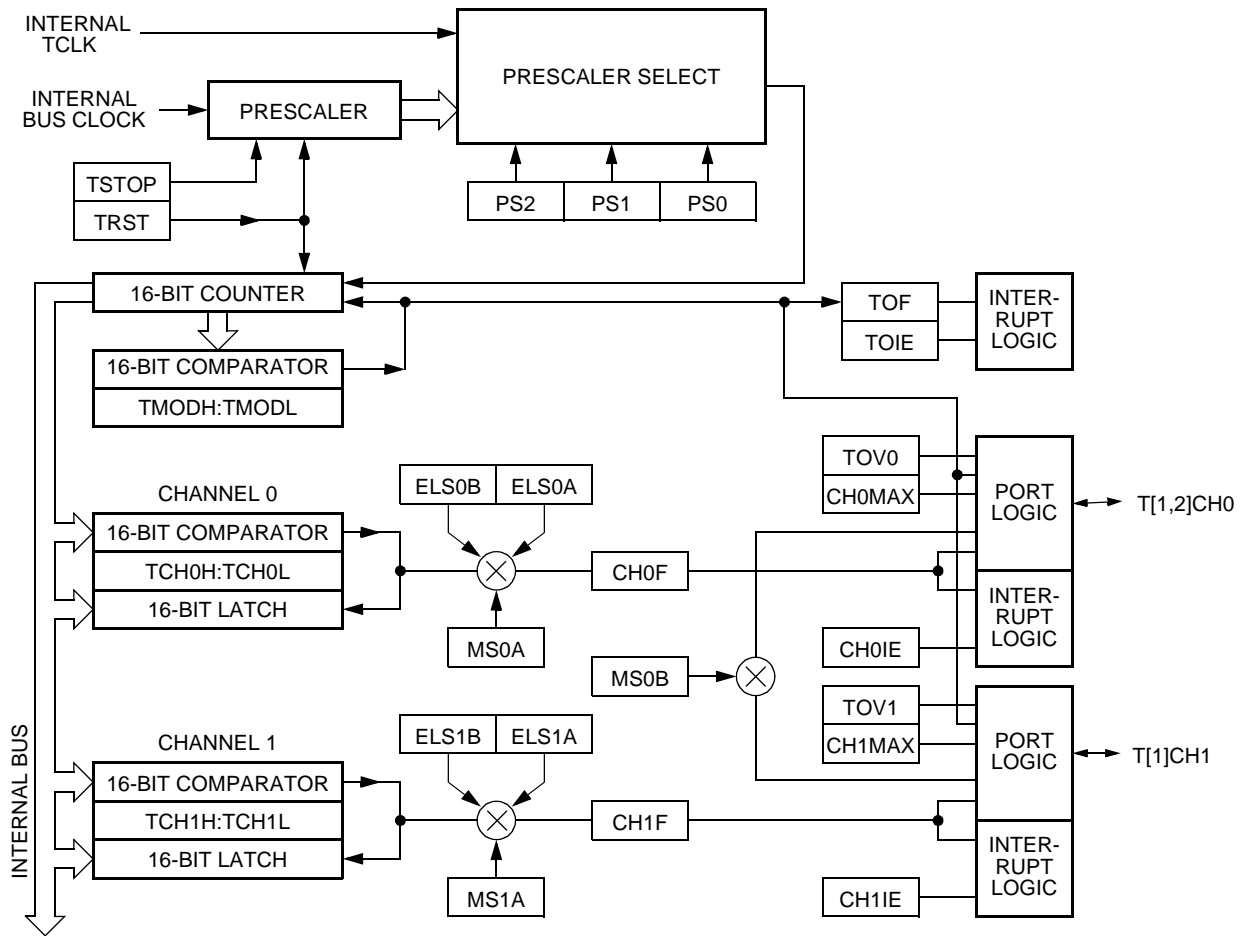 INTERNAL
TCLK
PRESCALER SELECT
INTERNAL
BUS CLOCK
PRESCALER
TSTOP
TRST
PS2
PS1
PS0
16-BIT COUNTER
TOF
TOIE
INTER-
RUPT
LOGIC
16-BIT COMPARATOR
TMODH:TMODL
CHANNEL 0
16-BIT COMPARATOR
TCH0H:TCH0L
16-BIT LATCH
ELS0B
ELS0A
MS0A
CH0F
TOV0
CH0MAX
PORT
LOGIC
T[1,2]CH0
INTER-
RUPT
LOGIC
CH0IE
MS0B
INTERNAL BUS
CHANNEL 1
16-BIT COMPARATOR
TCH1H:TCH1L
16-BIT LATCH
ELS1B
ELS1A
MS1A
CH1F
TOV1
CH1MAX
PORT
LOGIC
T[1]CH1
INTER-
RUPT
LOGIC
CH1IE